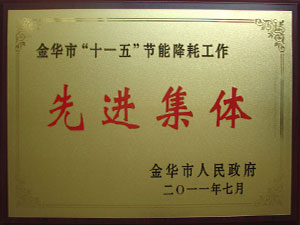 金华市“十一五”节能降耗工作
先进集体
金华市人民政府
二〇一一年七月